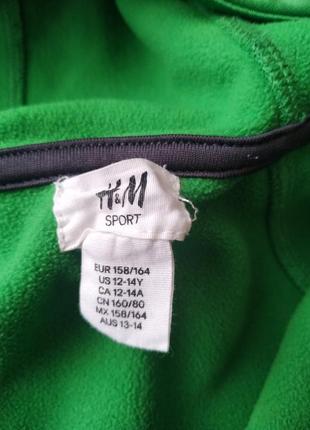 H&M
SPORT
EUR 158/164
US 12-14Y
CA 12-14A
CN 160/80
MX 158/164
AUS 13-14